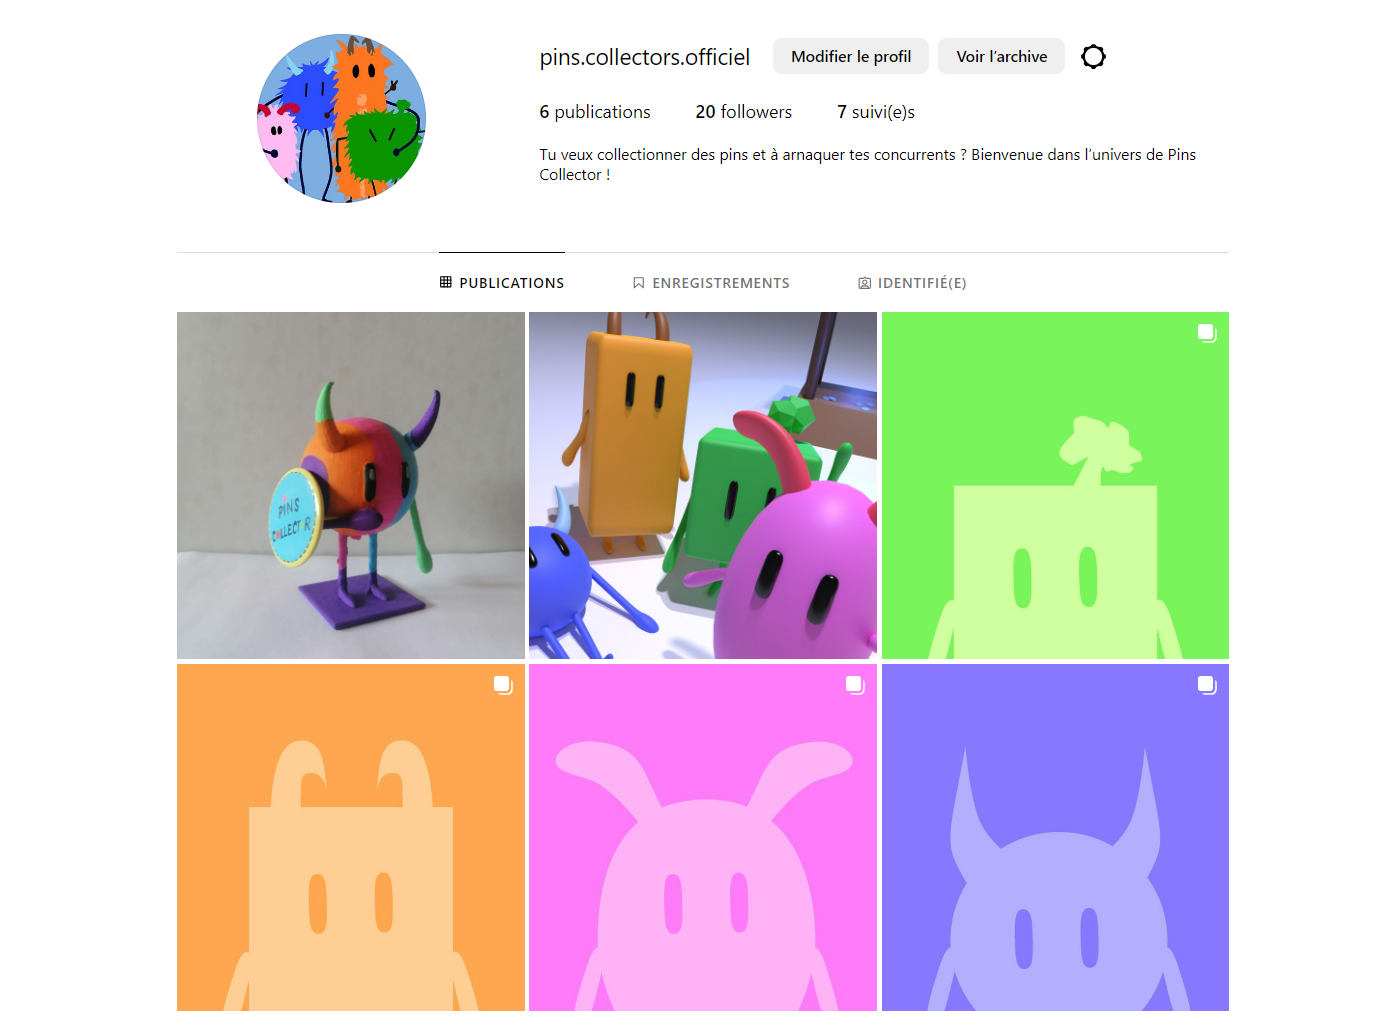 pins.collectors.officiel
Modifier le profil
Voir l’archive
6 publications
20 followers
7 suivi(e)s
Tu veux collectionner des pins et à arnaquer tes concurrents ? Bienvenue dans l’univers de Pins
Collector !
PUBLICATIONS
ENREGISTREMENTS
IDENTIFIÉ(E)
PINS
COLLECTOR